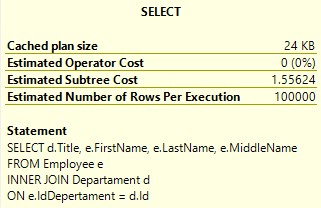 SELECT
Cached plan size 24 KB
Estimated Operator Cost 0 (0%)
Estimated Subtree Cost 1.55624
Estimated Number of Rows Per Execution 100000
Statement
SELECT d.Title, e.FirstName, e.LastName, e.MiddleName
FROM Employee e
INNER JOIN Departament d
ON e.IdDepertament = d.Id